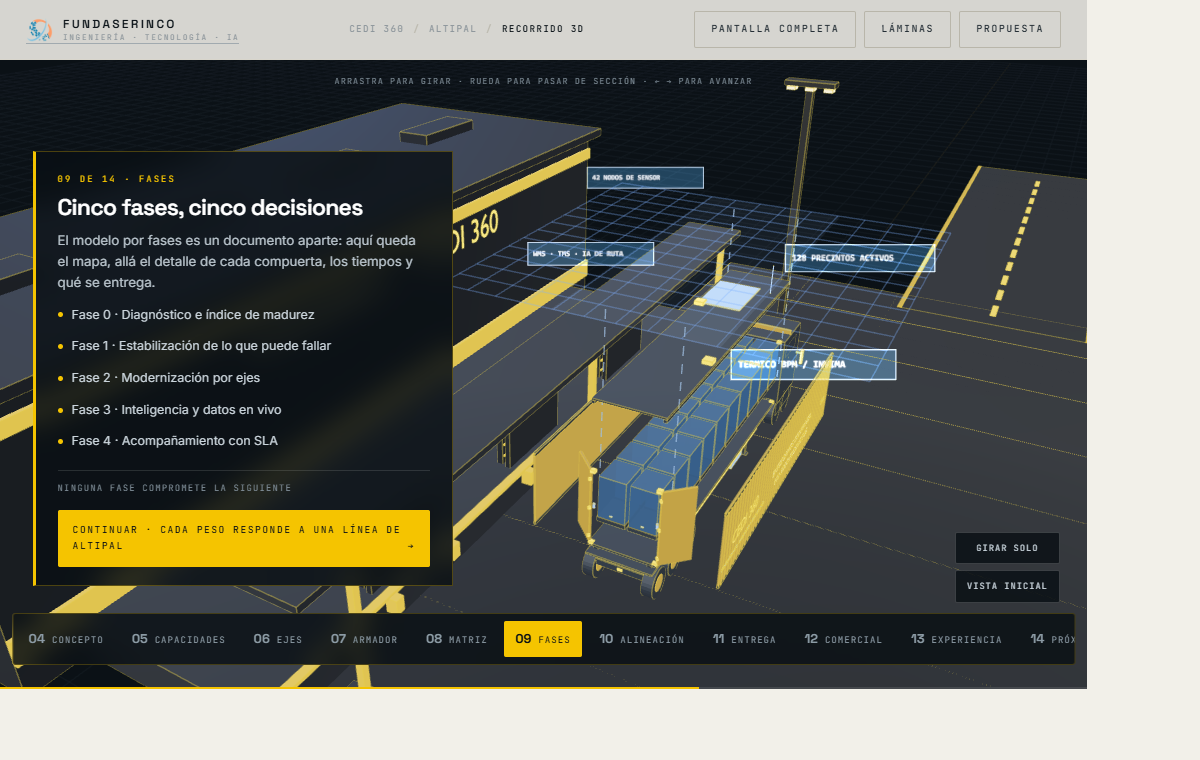 FUNDASERINCO
INGENIERÍA · TECNOLOGÍA · IA
CEDI 360 / ALTIPAL / RECORRIDO 3D
PANTALLA COMPLETA
LÁMINAS
PROPUESTA
ARRASTRA PARA GIRAR · RUEDA PARA PASAR DE SECCIÓN · ← → PARA AVANZAR
09 DE 14 · FASES
Cinco fases, cinco decisiones
El modelo por fases es un documento aparte: aquí queda
el mapa, allá el detalle de cada compuerta, los tiempos y
qué se entrega.
Fase 0 · Diagnóstico e índice de madurez
Fase 1 · Estabilización de lo que puede fallar
Fase 2 · Modernización por ejes
Fase 3 · Inteligencia y datos en vivo
Fase 4 · Acompañamiento con SLA
NINGUNA FASE COMPROMETE LA SIGUIENTE
CONTINUAR · CADA PESO RESPONDE A UNA LÍNEA DE
ALTIPAL →
DI 360
42 NODOS DE SENSOR
WMS · TMS · IA DE RUTA
128 PRECINTOS ACTIVOS
TERMICO BPM / INVIMA
GIRAR SOLO
VISTA INICIAL
04 CONCEPTO
05 CAPACIDADES
06 EJES
07 ARMADOR
08 MATRIZ
09 FASES
10 ALINEACIÓN
11 ENTREGA
12 COMERCIAL
13 EXPERIENCIA
14 PRÓX